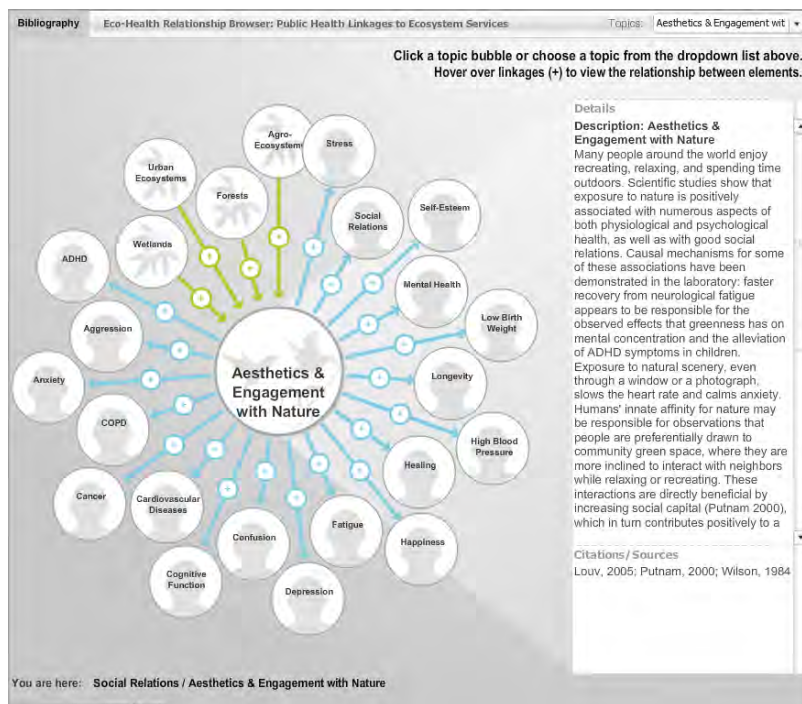 Bibliography
Eco-Health Relationship Browser: Public Health Linkages to Ecosystem Services
Topics:
Aesthetics & Engagement wit
Click a topic bubble or choose a topic from the dropdown list above.
Hover over linkages (+) to view the relationship between elements.
Agro-
Ecosystem
Stress
Urban
Ecosystems
Forests
Social
Relations
Self-Esteem
Wetlands
ADHD
Mental Health
Aggression
Low Birth
Weight
Aesthetics &
Engagement
with Nature
Anxiety
Longevity
COPD
High Blood
Pressure
Healing
Cancer
Cardiovascular
Diseases
Fatigue
Confusion
Happiness
Cognitive
Function
Depression
Details
Description: Aesthetics &
Engagement with Nature
Many people around the world enjoy
recreating, relaxing, and spending time
outdoors. Scientific studies show that
exposure to nature is positively
associated with numerous aspects of
both physiological and psychological
health, as well as with good social
relations. Causal mechanisms for some
of these associations have been
demonstrated in the laboratory: faster
recovery from neurological fatigue
appears to be responsible for the
observed effects that greenness has on
mental concentration and the alleviation
of ADHD symptoms in children.
Exposure to natural scenery, even
through a window or a photograph,
slows the heart rate and calms anxiety.
Humans' innate affinity for nature may
be responsible for observations that
people are preferentially drawn to
community green space, where they are
more inclined to interact with neighbors
while relaxing or recreating. These
interactions are directly beneficial by
increasing social capital (Putnam 2000),
which in turn contributes positively to a
Citations/Sources
Louv, 2005; Putnam, 2000; Wilson, 1984
You are here: Social Relations / Aesthetics & Engagement with Nature